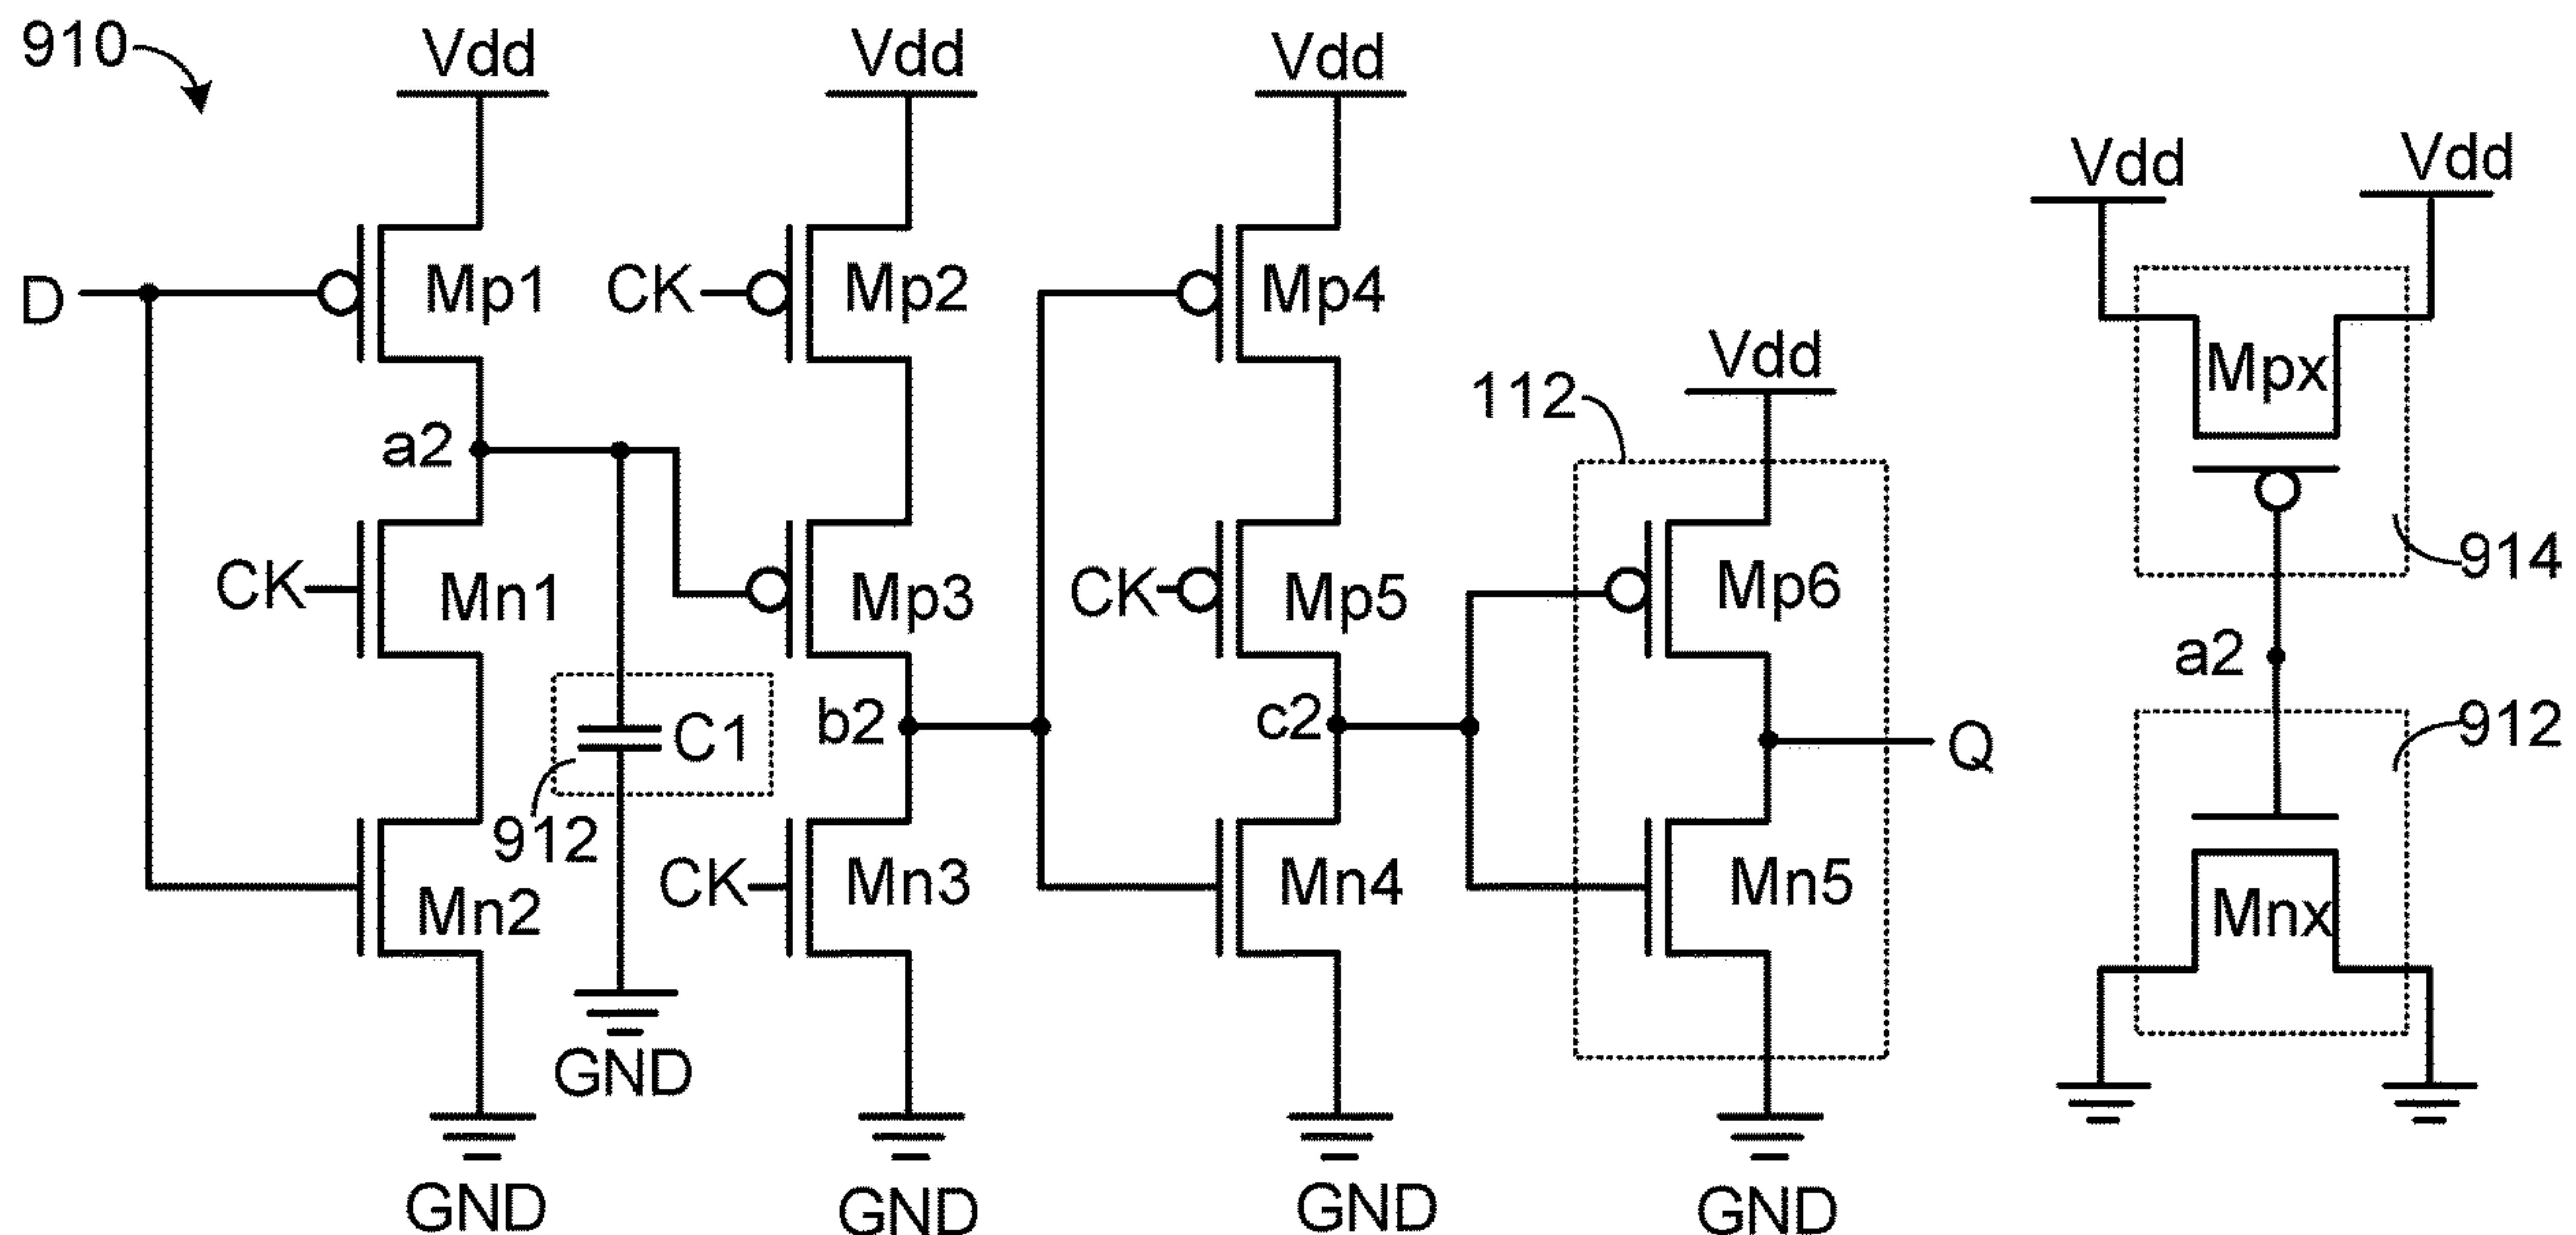 910
Vdd
Vdd
Vdd
Vdd
Vdd
D
Mp1
CK
Mp2
Mp4
Vdd
112
Mpx
a2
914
CK
Mn1
Mp3
CK
Mp5
Mp6
a2
912
C1
b2
c2
Q
912
CK
Mn2
Mn3
Mn4
Mn5
Mnx
GND
GND
GND
GND
GND